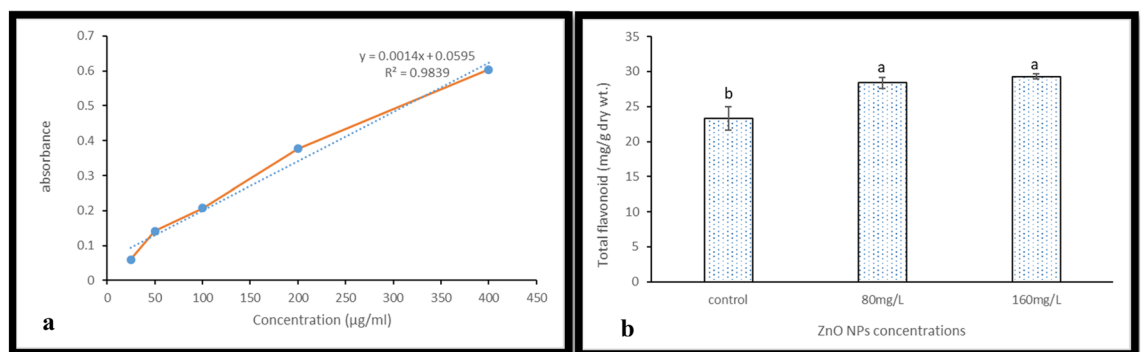 0.7
0.6
0.5
0.4
0.3
0.2
0.1
0
absorbance
y = 0.0014x + 0.0595
R² = 0.9839
0 50 100 150 200 250 300 350 400 450
Concentration (µg/ml)
a
35
30
25
20
15
10
5
0
Total flavonoid (mg/g dry wt.)
b
a
a
control 80mg/L 160mg/L
ZnO NPs concentrations
b